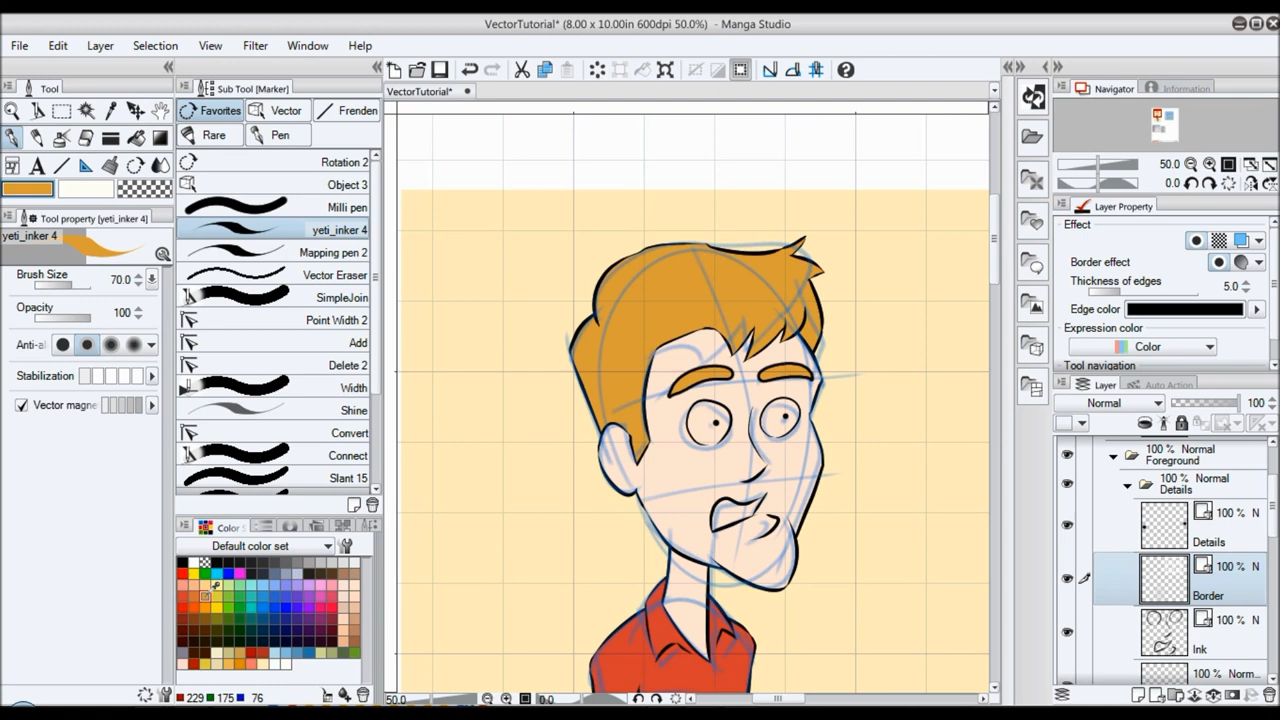 VectorTutorial* (8.00 x 10.00in 600dpi 50.0%)  - Manga Studio
File Edit Layer Selection View Filter Window Help
Tool
Sub Tool [Marker]
VectorTutorial*
Navigator Information
Favorites Vector Frenden
Rare Pen
Rotation 2
Object 3
Milli pen
yeti_inker 4
Mapping pen 2
Vector Eraser
SimpleJoin
Point Width 2
Add
Delete 2
Width
Shine
Convert
Connect
Slant 15
Tool property [yeti_inker 4]
yeti_inker 4
Brush Size 70.0
Opacity 100
Anti-al
Stabilization
Vector magne
Default color set
229 175 76
50.0 0.0
50.0
0.0
Layer Property
Effect
Border effect
Thickness of edges 5.0
Edge color
Expression color
Color
Tool navigation
Layer Auto Action
Normal 100
100 % Normal
Foreground
100 % Normal
Details
100 % N
Details
100 % N
Border
100 % N
Ink
100 % Norm...